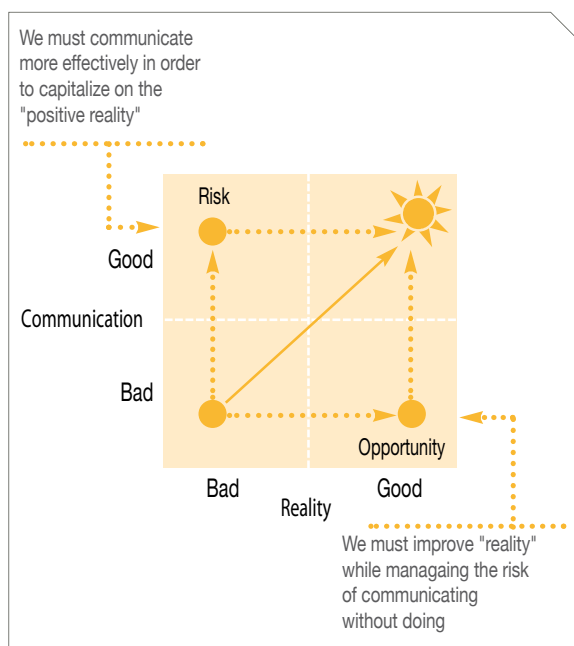 We must communicate
more effectively in order
to capitalize on the
"positive reality"
Risk
Good
Communication
Bad
Opportunity
Bad
Good
Reality
We must improve "reality"
while managaing the risk
of communicating
without doing